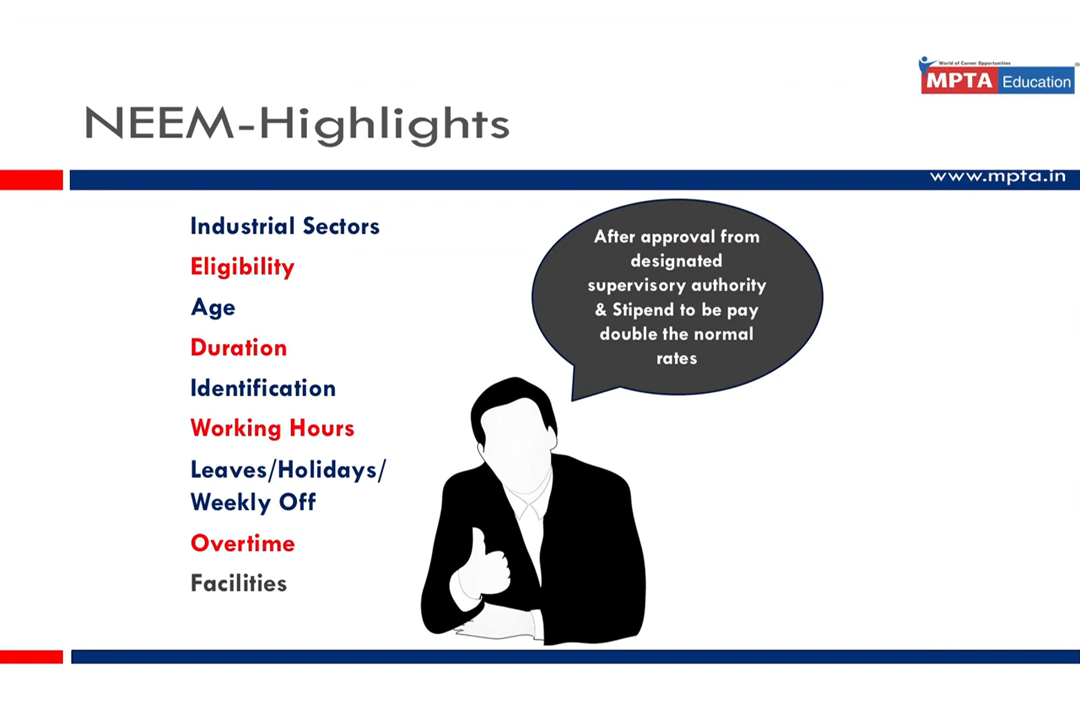 World of Career Opportunities
MPTA Education
NEEM-Highlights
www.mpta.in
Industrial Sectors
Eligibility
Age
Duration
Identification
Working Hours
Leaves/Holidays/
Weekly Off
Overtime
Facilities
After approval from
designated
supervisory authority
& Stipend to be pay
double the normal
rates